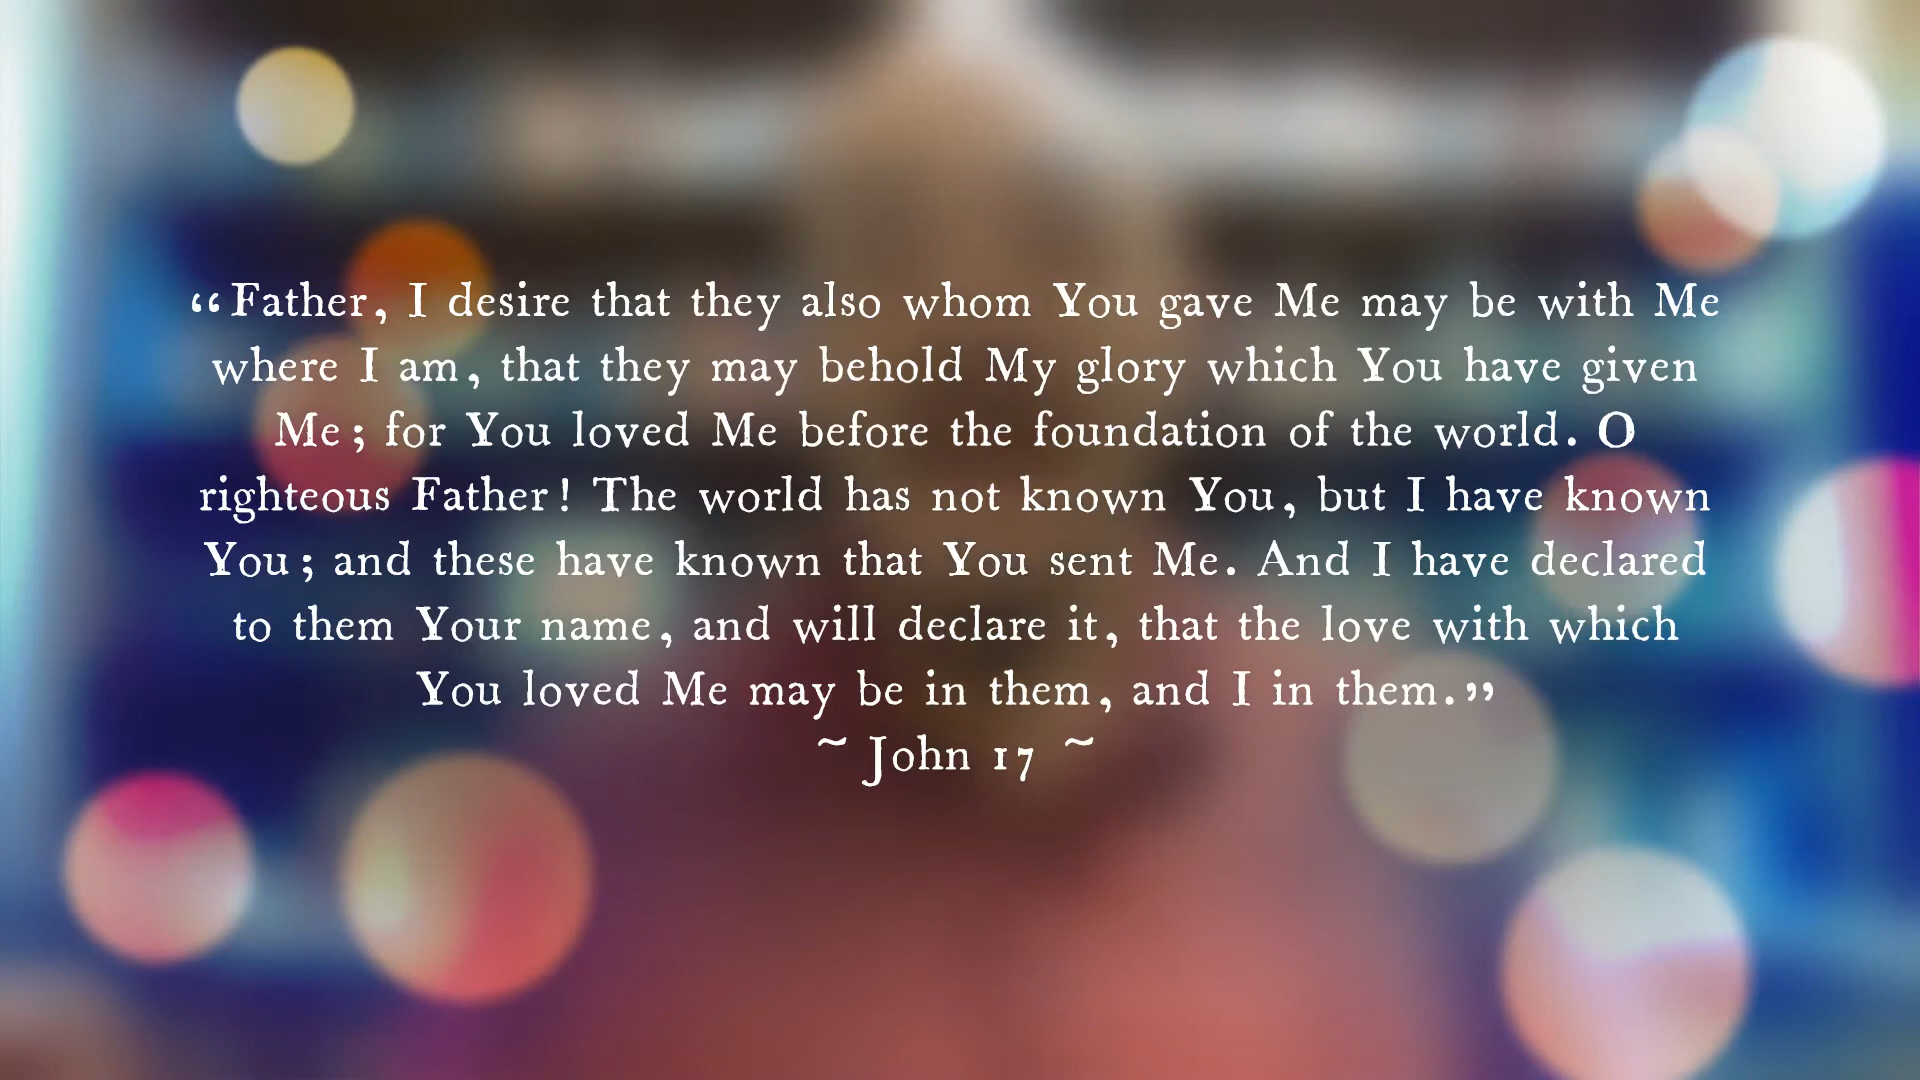 “Father, I desire that they also whom You gave Me may be with Me
where I am, that they may behold My glory which You have given
Me; for You loved Me before the foundation of the world. O
righteous Father! The world has not known You, but I have known
You; and these have known that You sent Me. And I have declared
to them Your name, and will declare it, that the love with which
You loved Me may be in them, and I in them.”
~ John 17 ~